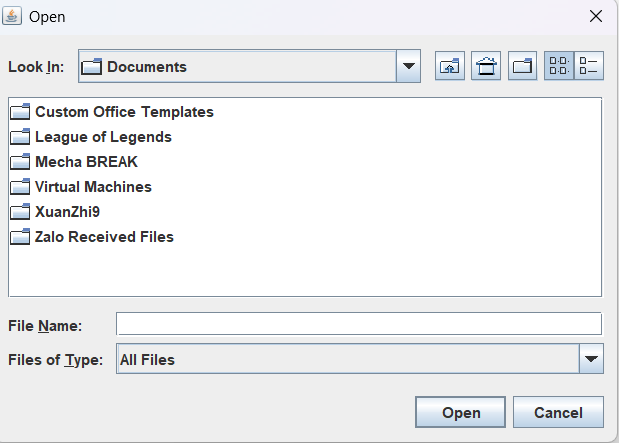 Open
Look In: Documents
Custom Office Templates
League of Legends
Mecha BREAK
Virtual Machines
XuanZhi9
Zalo Received Files
File Name:
Files of Type: All Files
Open Cancel